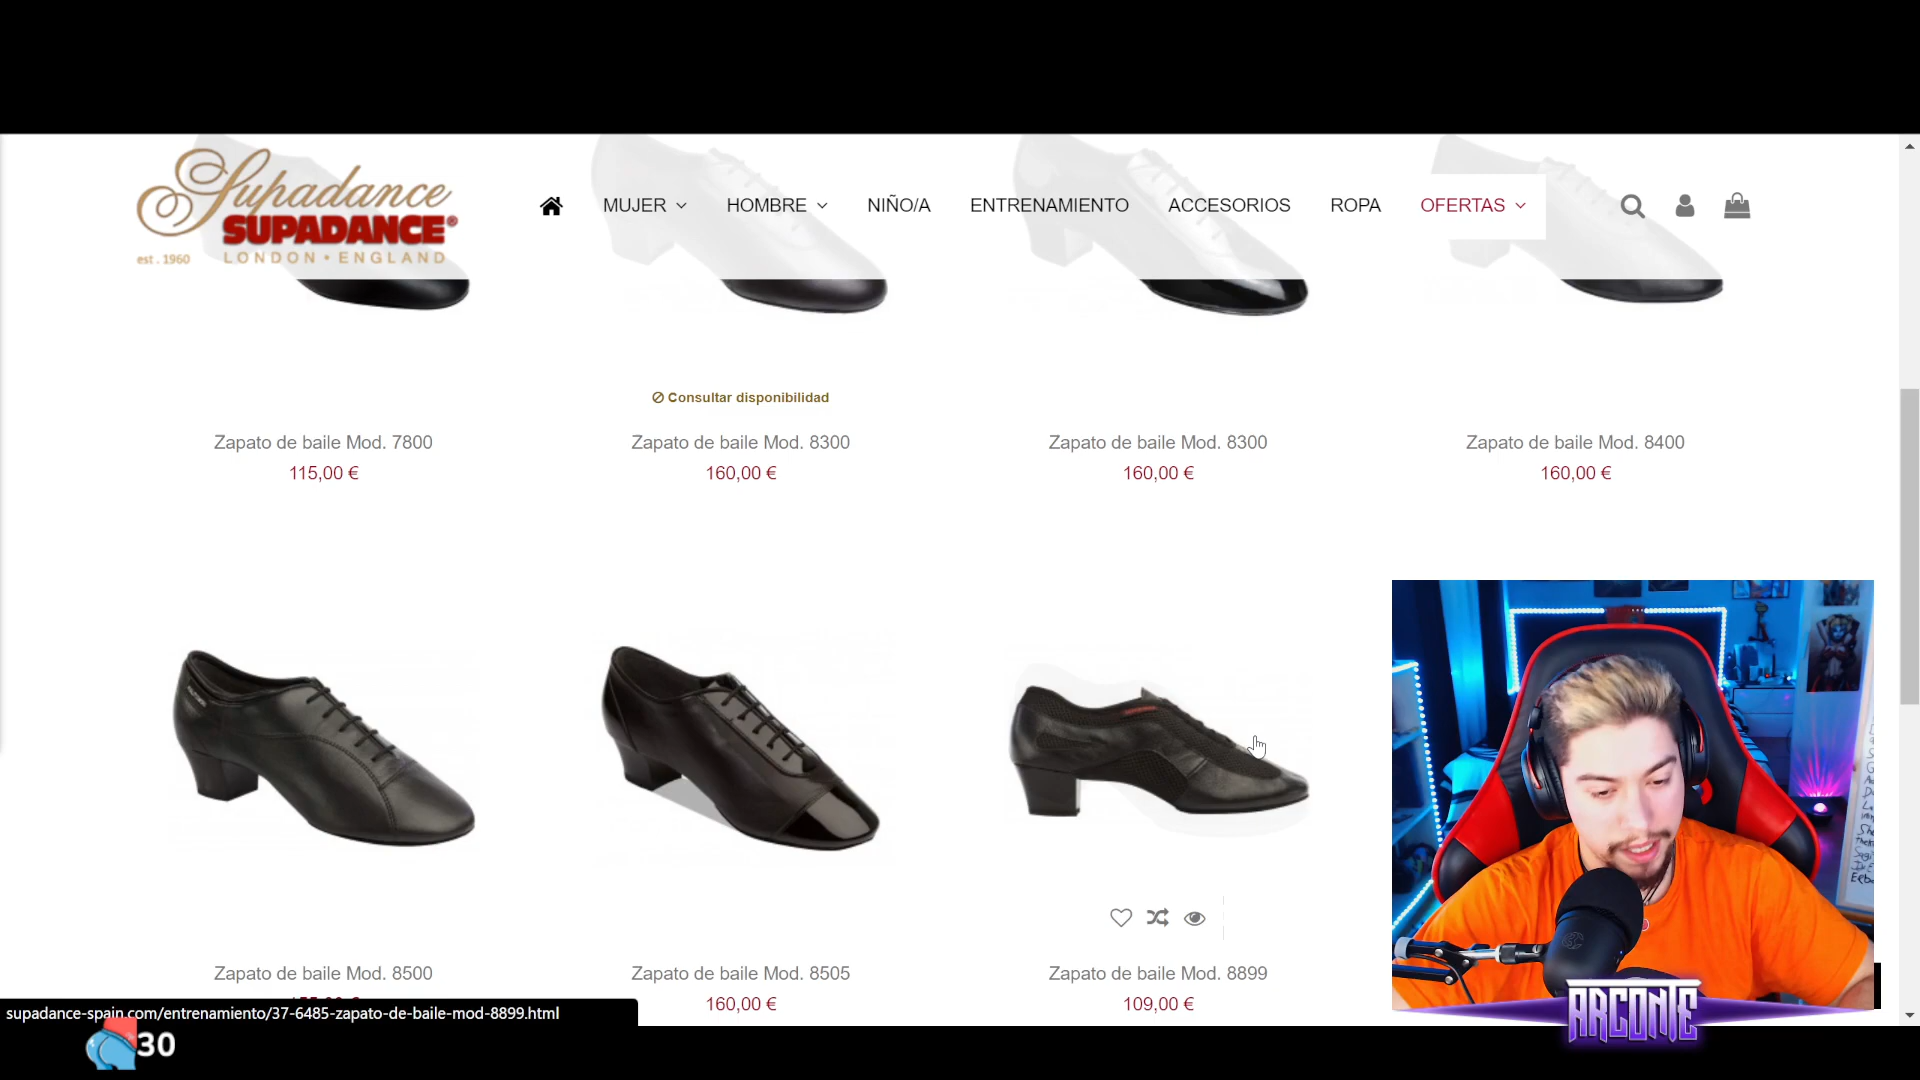 Supadance
SUPADANCE®
est. 1960 LONDON • ENGLAND
MUJER HOMBRE NIÑO/A ENTRENAMIENTO ACCESORIOS ROPA OFERTAS
Consultar disponibilidad
Zapato de baile Mod. 7800
115,00 €
Zapato de baile Mod. 8300
160,00 €
Zapato de baile Mod. 8300
160,00 €
Zapato de baile Mod. 8400
160,00 €
Zapato de baile Mod. 8500
Zapato de baile Mod. 8505
160,00 €
Zapato de baile Mod. 8899
109,00 €
supadance-spain.com/entrenamiento/37-6485-zapato-de-baile-mod-8899.html
30
ARCONTE